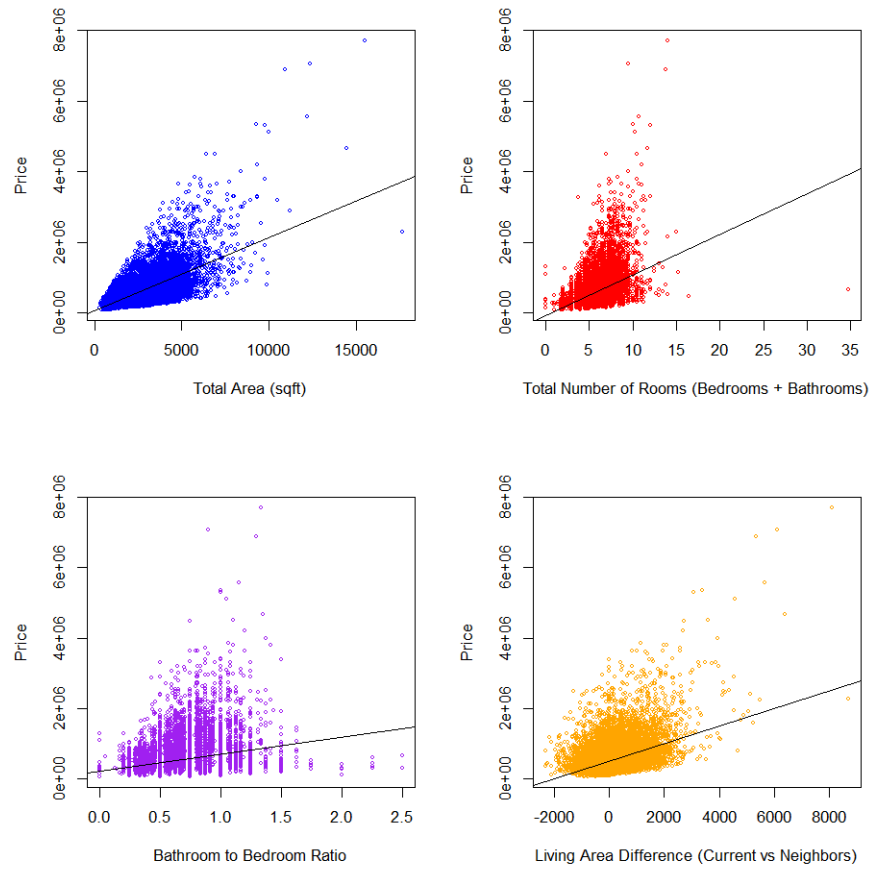 8e+06
6e+06
4e+06
2e+06
0e+00
Price
0 5000 10000 15000
Total Area (sqft)
8e+06
6e+06
4e+06
2e+06
0e+00
Price
0 5 10 15 20 25 30 35
Total Number of Rooms (Bedrooms + Bathrooms)
8e+06
6e+06
4e+06
2e+06
0e+00
Price
0.0 0.5 1.0 1.5 2.0 2.5
Bathroom to Bedroom Ratio
8e+06
6e+06
4e+06
2e+06
0e+00
Price
-2000 0 2000 4000 6000 8000
Living Area Difference (Current vs Neighbors)